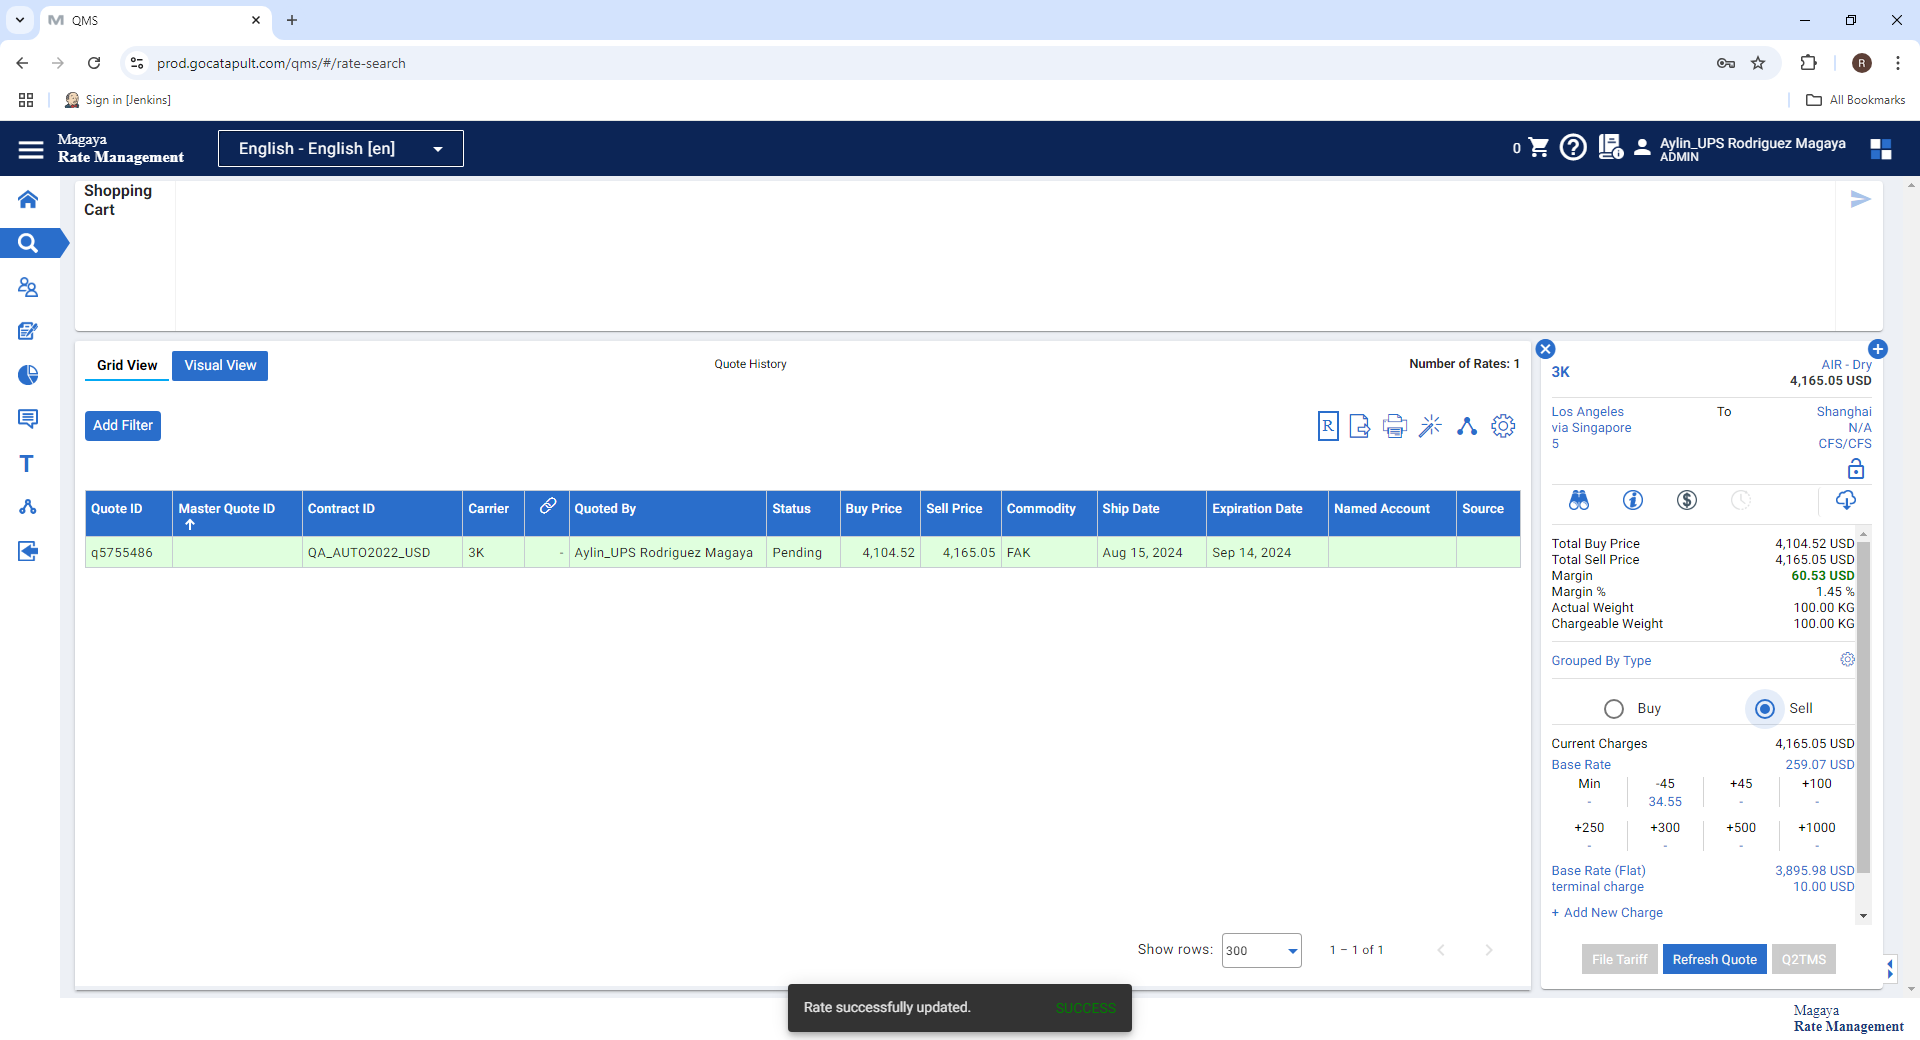 QMS
prod.gocatapult.com/qms/#/rate-search
R
Sign in [Jenkins]
All Bookmarks
Magaya
Rate Management
English - English [en]
0
Aylin_UPS Rodriguez Magaya
ADMIN
Shopping
Cart
Grid View
Visual View
Quote History
Number of Rates: 1
Add Filter
R
Quote ID Master Quote ID Contract ID Carrier Quoted By Status Buy Price Sell Price Commodity Ship Date Expiration Date Named Account Source
q5755486 QA_AUTO2022_USD 3K - Aylin_UPS Rodriguez Magaya Pending 4,104.52 4,165.05 FAK Aug 15, 2024 Sep 14, 2024
Show rows: 300 1 – 1 of 1
3K
AIR - Dry
4,165.05 USD
Los Angeles To Shanghai
via Singapore N/A
5 CFS/CFS
Total Buy Price 4,104.52 USD
Total Sell Price 4,165.05 USD
Margin 60.53 USD
Margin % 1.45 %
Actual Weight 100.00 KG
Chargeable Weight 100.00 KG
Grouped By Type
Buy Sell
Current Charges 4,165.05 USD
Base Rate 259.07 USD
Min -45 +45 +100
- 34.55 - -
+250 +300 +500 +1000
- - - -
Base Rate (Flat) 3,895.98 USD
terminal charge 10.00 USD
+ Add New Charge
File Tariff Refresh Quote Q2TMS
T
Rate successfully updated. SUCCESS
Magaya
Rate Management